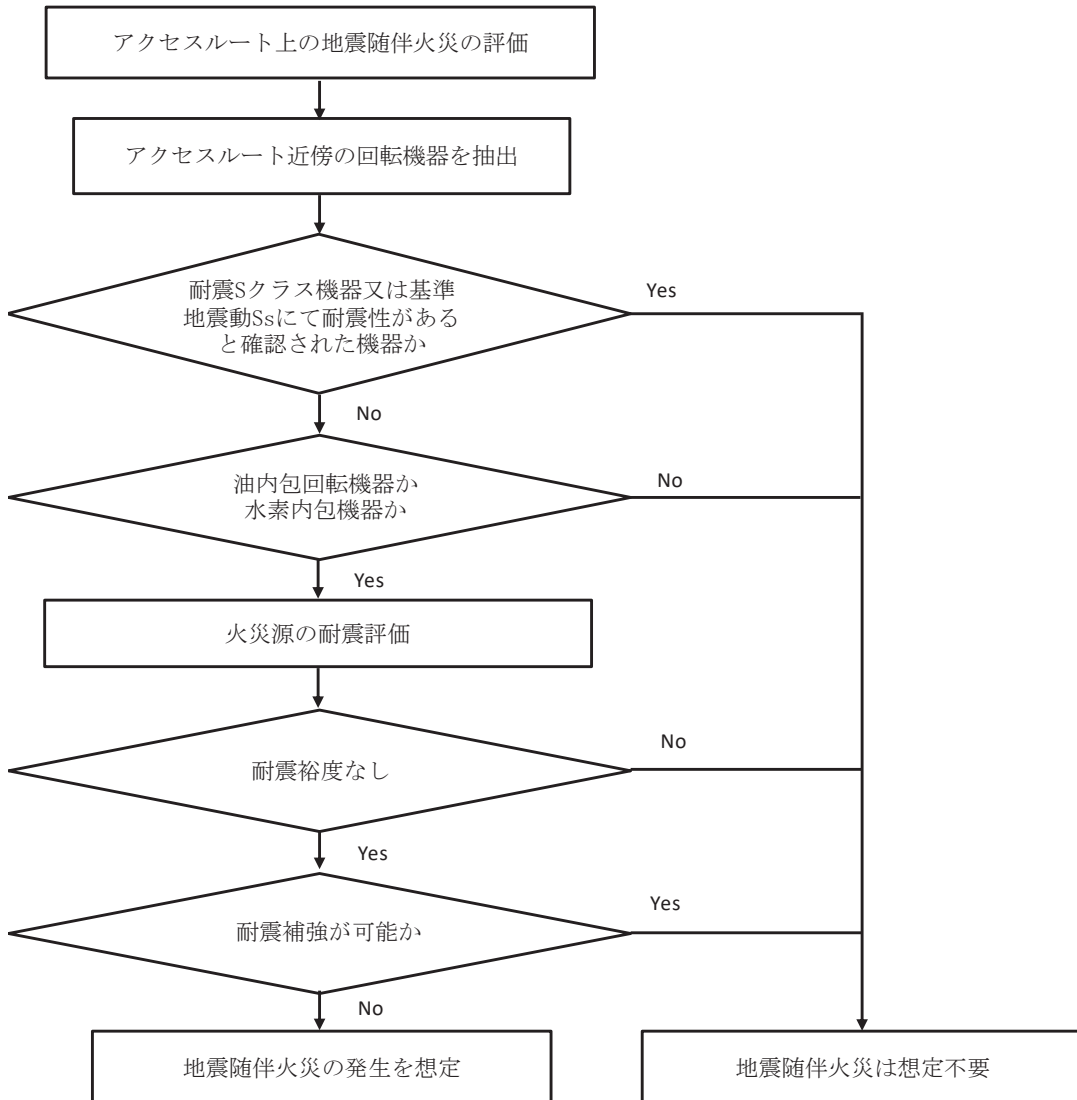 アクセスルート上の地震随伴火災の評価
アクセスルート近傍の回転機器を抽出
耐震Sクラス機器又は基準
地震動Ssにて耐震性がある
と確認された機器か
Yes
No
油内包回転機器か
水素内包機器か
No
Yes
火災源の耐震評価
耐震裕度なし
No
Yes
耐震補強が可能か
Yes
No
地震随伴火災の発生を想定
地震随伴火災は想定不要